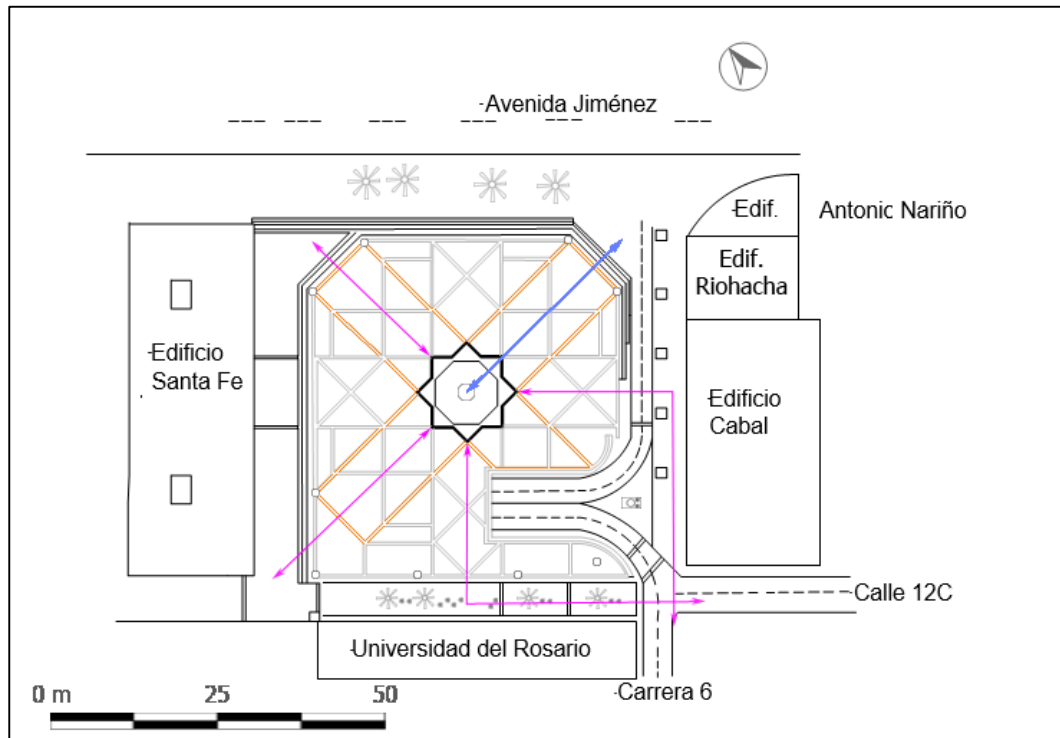 -Avenida Jiménez
-Edif.
Antonic Nariño
Edif.
Riohacha
-Edificio
Santa Fe
-Edificio
Cabal
-Calle 12C
-Universidad del Rosario
-Carrera 6
0 m 25 50